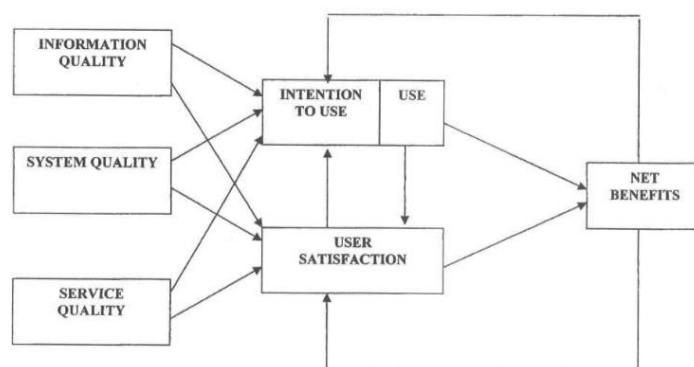 INFORMATION
QUALITY
INTENTION
TO USE
USE
SYSTEM QUALITY
NET
BENEFITS
USER
SATISFACTION
SERVICE
QUALITY